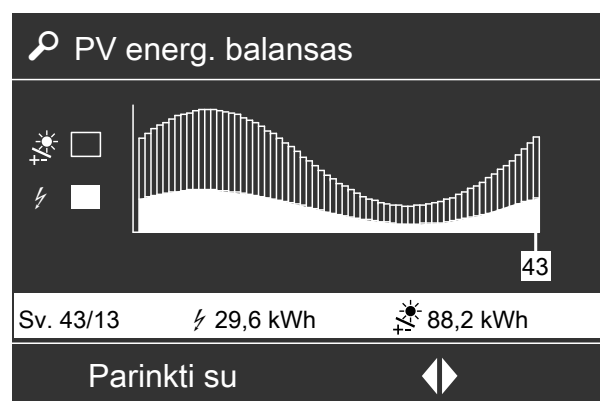 PV energ. balansas
43
Sv. 43/13 29,6 kWh 88,2 kWh
Parinkti su